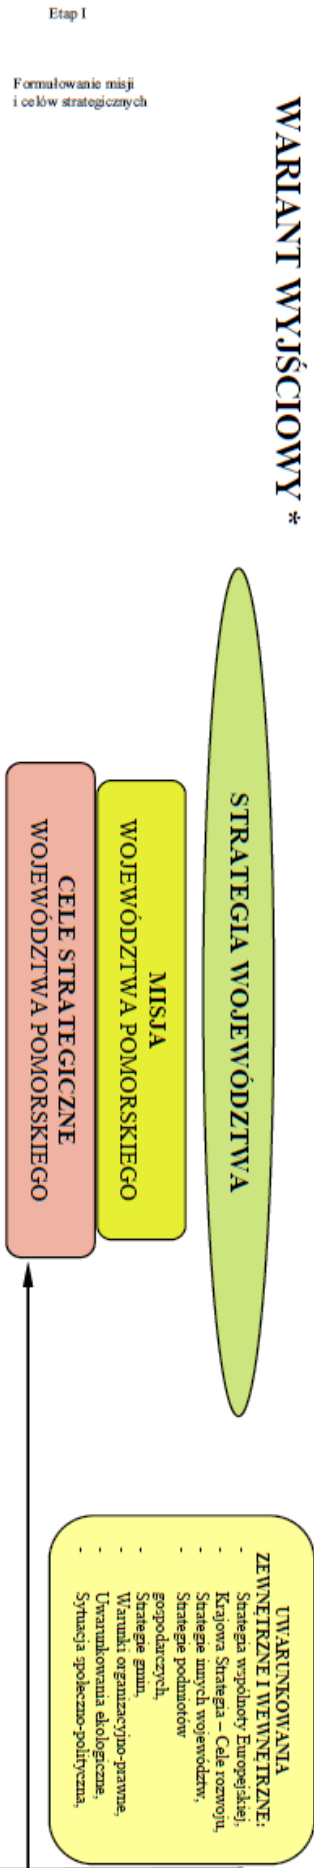 Etap I
Formułowanie misji
i celów strategicznych
WARIANT WYJŚCIOWY *
STRATEGIA WOJEWÓDZTWA
MISJA
WOJEWÓDZTWA POMORSKIEGO
CELE STRATEGICZNE
WOJEWÓDZTWA POMORSKIEGO
UWARUNKOWANIA
ZEWNĘTRZNE I WEWNĘTRZNE:
- Strategia wspólnoty Europejskiej,
- Krajowa Strategia – Cele rozwoju,
- Strategie innych województw,
- Strategie podmiotów
gospodarczych,
- Strategie gmin,
- Warunki organizacyjno-prawne,
- Uwarunkowania ekologiczne,
- Sytuacja społeczno-polityczna,